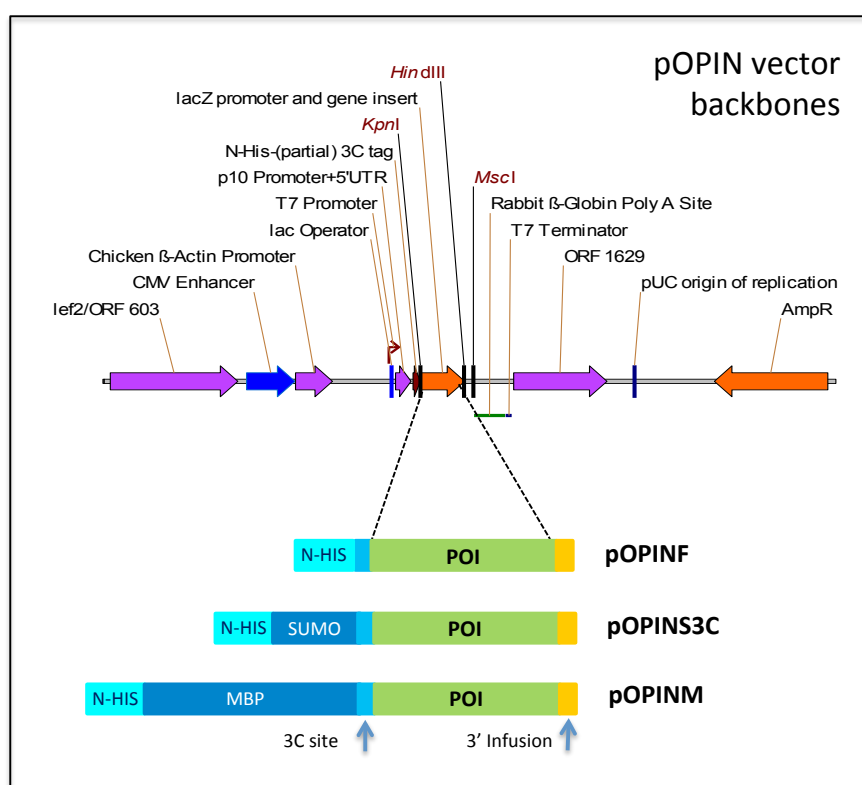 pOPIN vector
backbones
HindIII
lacZ promoter and gene insert
KpnI
N-His-(partial) 3C tag
p10 Promoter+5'UTR
T7 Promoter
lac Operator
Chicken ß-Actin Promoter
CMV Enhancer
lef2/ORF 603
MscI
Rabbit ß-Globin Poly A Site
T7 Terminator
ORF 1629
pUC origin of replication
AmpR
N-HIS POI pOPINF
N-HIS SUMO POI pOPINS3C
N-HIS MBP POI pOPINM
3C site 3' Infusion